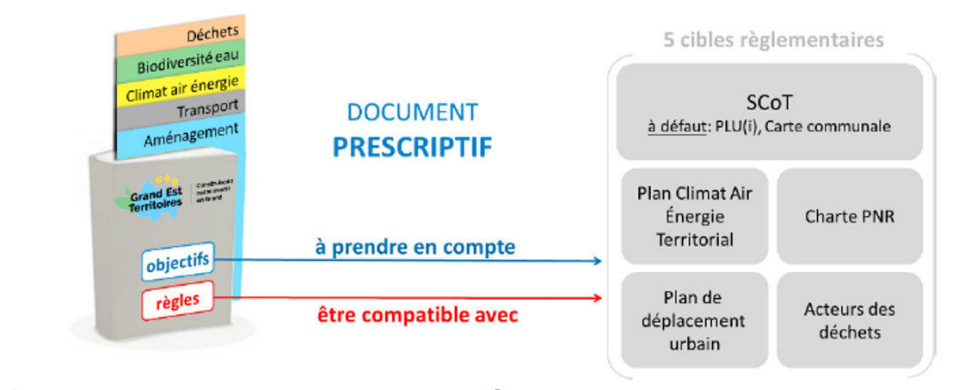 Déchets
Biodiversité eau
Climat air énergie
Transport
Aménagement
Grand Est
Territoires
objectifs
règles
DOCUMENT
PRESCRIPTIF
à prendre en compte
être compatible avec
5 cibles règlementaires
SCoT
à défaut: PLU(i), Carte communale
Plan Climat Air
Énergie
Territorial
Charte PNR
Plan de
déplacement
urbain
Acteurs des
déchets